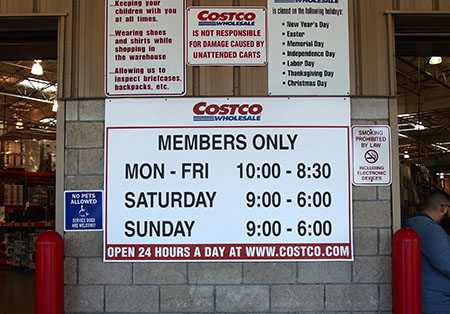 -Keeping your
children with you
at all times.
-Wearing shoes
and shirts while
shopping in
the warehouse
-Allowing us to
inspect briefcases,
backpacks, etc.
COSTCO
WHOLESALE
IS NOT RESPONSIBLE
FOR DAMAGE CAUSED BY
UNATTENDED CARTS
WHOLESALE
is closed on the following holidays:
• New Year's Day
• Easter
• Memorial Day
• Independence Day
• Labor Day
• Thanksgiving Day
• Christmas Day
COSTCO
WHOLESALE
MEMBERS ONLY
MON - FRI 10:00 - 8:30
SATURDAY 9:00 - 6:00
SUNDAY 9:00 - 6:00
OPEN 24 HOURS A DAY AT WWW.COSTCO.COM
NO PETS
ALLOWED
SERVICE
DOGS
ARE WELCOME!
SMOKING
PROHIBITED
BY LAW
INCLUDING
ELECTRONIC
DEVICES